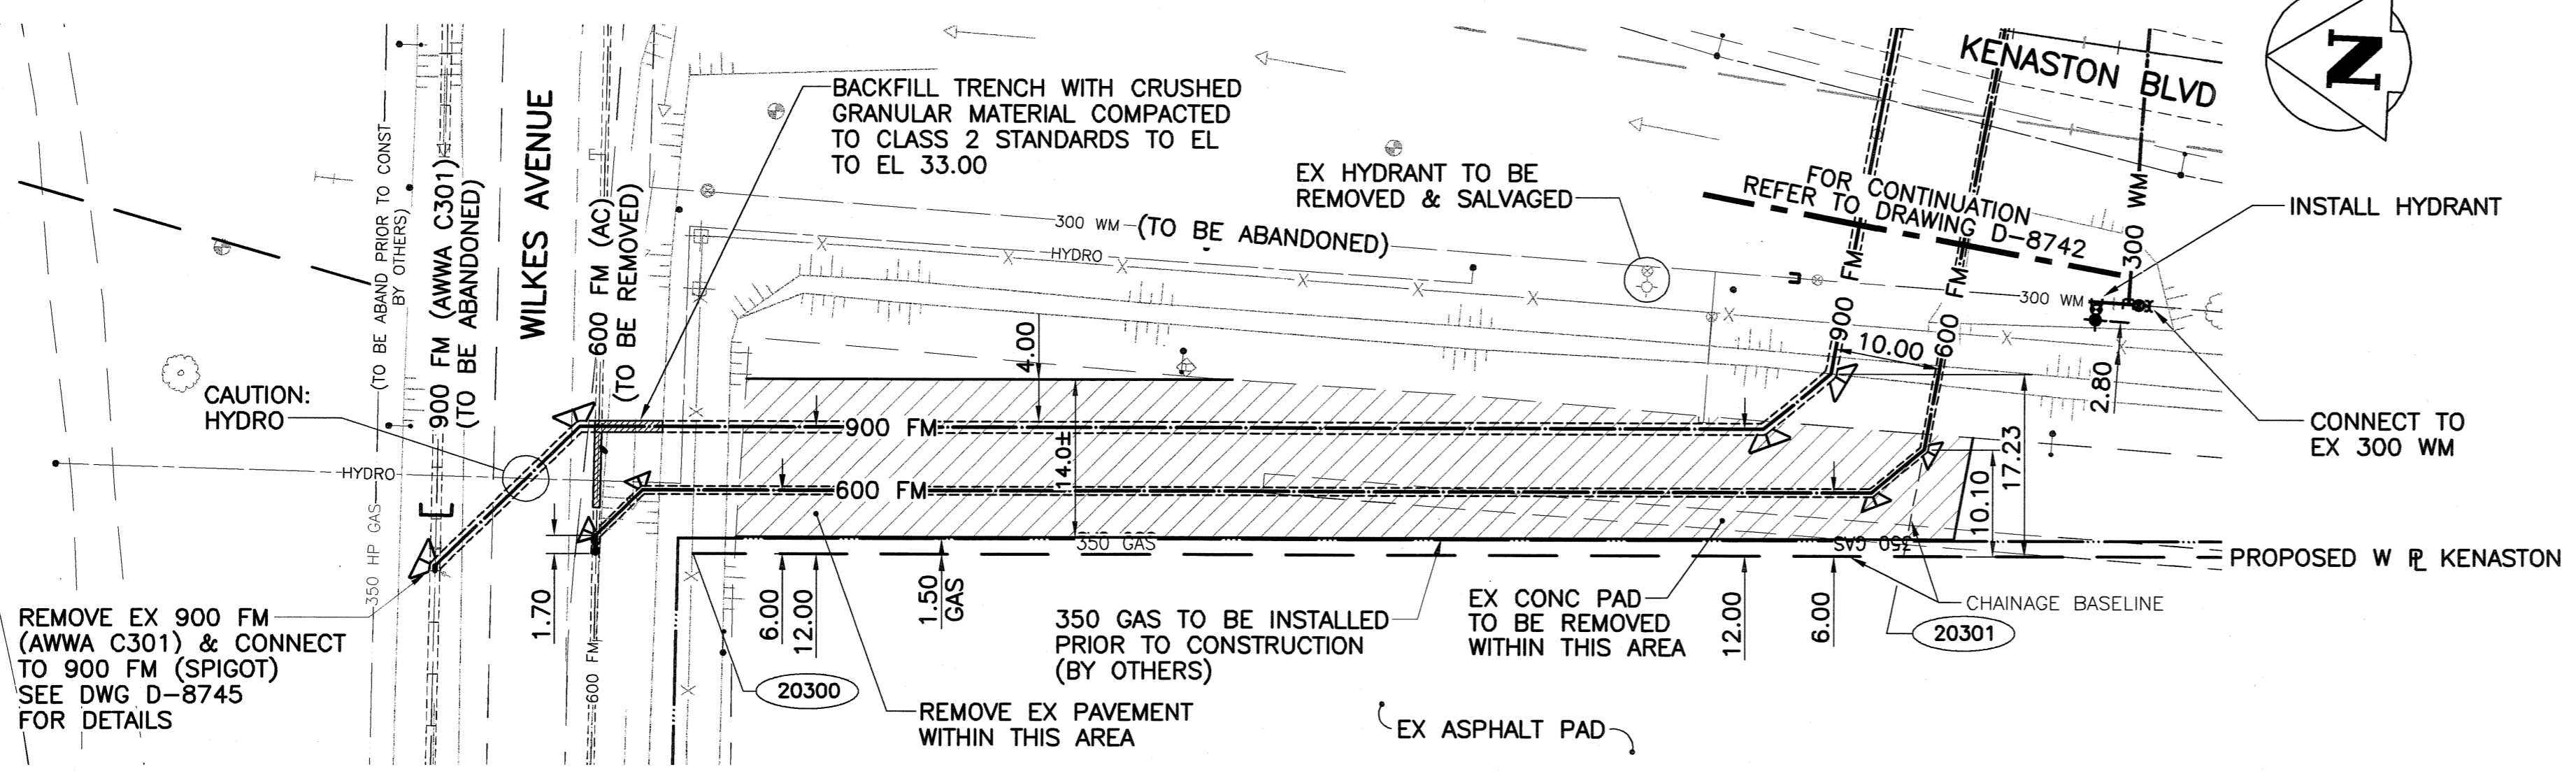 KENASTON BLVD
N
BACKFILL TRENCH WITH CRUSHED
GRANULAR MATERIAL COMPACTED
TO CLASS 2 STANDARDS TO EL
TO EL 33.00
EX HYDRANT TO BE
REMOVED & SALVAGED
FOR CONTINUATION
REFER TO DRAWING D-8742
INSTALL HYDRANT
300 WM
300 WM
300 WM
(TO BE ABANDONED)
HYDRO
350 HP GAS
(TO BE ABAND PRIOR TO CONST
BY OTHERS)
900 FM (AWWA C301)
(TO BE ABANDONED)
WILKES AVENUE
600 FM (AC)
(TO BE REMOVED)
CAUTION:
HYDRO
HYDRO
4.00
14.0±
900 FM
600 FM
900 FM
600 FM
10.00
2.80
17.23
10.10
CONNECT TO
EX 300 WM
350 GAS
350 GAS
PROPOSED W PL KENASTON
CHAINAGE BASELINE
20301
REMOVE EX 900 FM
(AWWA C301) & CONNECT
TO 900 FM (SPIGOT)
SEE DWG D-8745
FOR DETAILS
1.70
600 FM
6.00
12.00
1.50
GAS
20300
350 GAS TO BE INSTALLED
PRIOR TO CONSTRUCTION
(BY OTHERS)
EX CONC PAD
TO BE REMOVED
WITHIN THIS AREA
12.00
6.00
REMOVE EX PAVEMENT
WITHIN THIS AREA
EX ASPHALT PAD